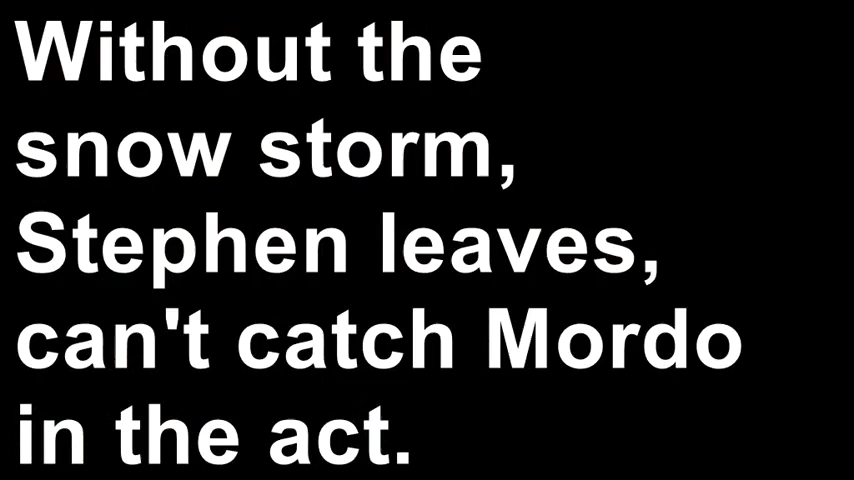 Without the
snow storm,
Stephen leaves,
can't catch Mordo
in the act.